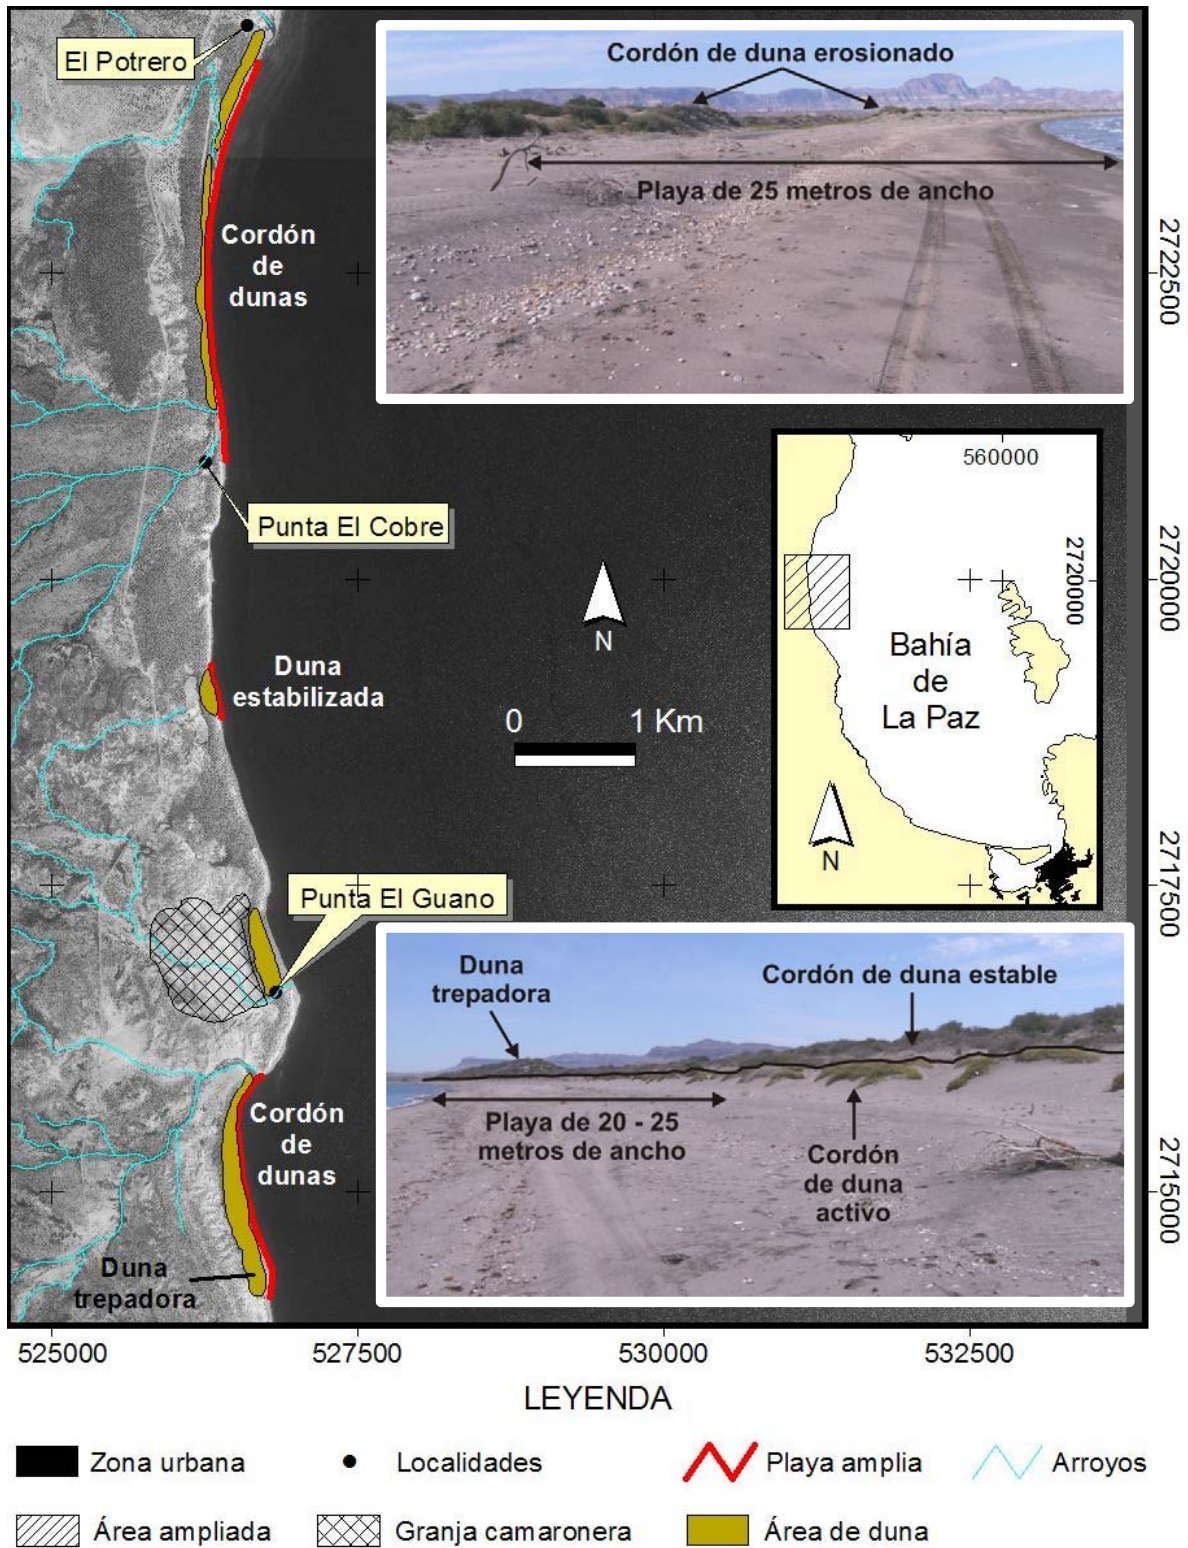 El Potrero
Cordón de duna erosionado
Playa de 25 metros de ancho
Cordón
de
dunas
2722500
Punta El Cobre
560000
2720000
Bahía
de
La Paz
N
N
2720000
Duna
estabilizada
0 1 Km
2717500
Punta El Guano
Duna
trepadora
Cordón de duna estable
Playa de 20 - 25
metros de ancho
Cordón
de duna
activo
Cordón
de
dunas
2715000
Duna
trepadora
525000 527500 530000 532500
LEYENDA
Zona urbana Localidades Playa amplia Arroyos
Área ampliada Granja camaronera Área de duna